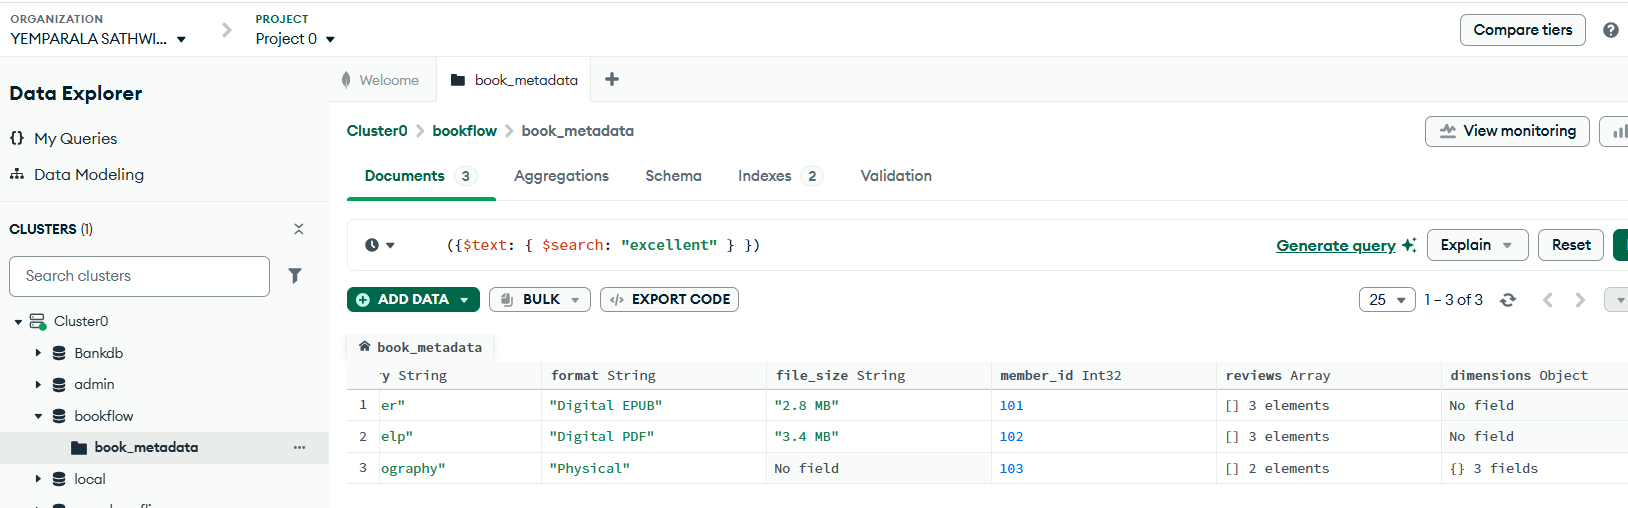 ORGANIZATION
YEMPARALA SATHWI...
PROJECT
Project 0
Compare tiers
Data Explorer
My Queries
Data Modeling
CLUSTERS (1)
Search clusters
Cluster0
Bankdb
admin
bookflow
book_metadata
local
Welcome
book_metadata
Cluster0 > bookflow > book_metadata
View monitoring
Documents 3 Aggregations Schema Indexes 2 Validation
({$text: { $search: "excellent" } })
Generate query Explain Reset
ADD DATA BULK EXPORT CODE
25 1 – 3 of 3
book_metadata
y String format String file_size String member_id Int32 reviews Array dimensions Object
1 er" "Digital EPUB" "2.8 MB" 101 [] 3 elements No field
2 elp" "Digital PDF" "3.4 MB" 102 [] 3 elements No field
3 ography" "Physical" No field 103 [] 2 elements {} 3 fields